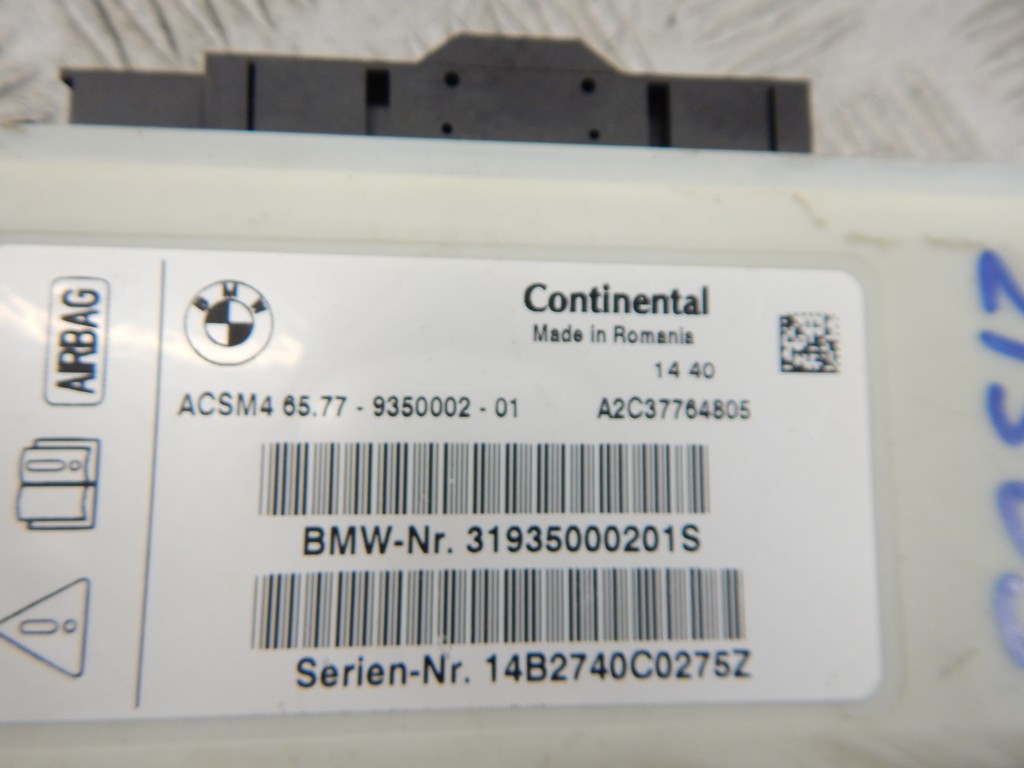 AIRBAG
BMW
Continental
Made in Romania
14 40
ACSM4 65.77 - 9350002 - 01 A2C37764805
BMW-Nr. 31935000201S
Serien-Nr. 14B2740C0275Z